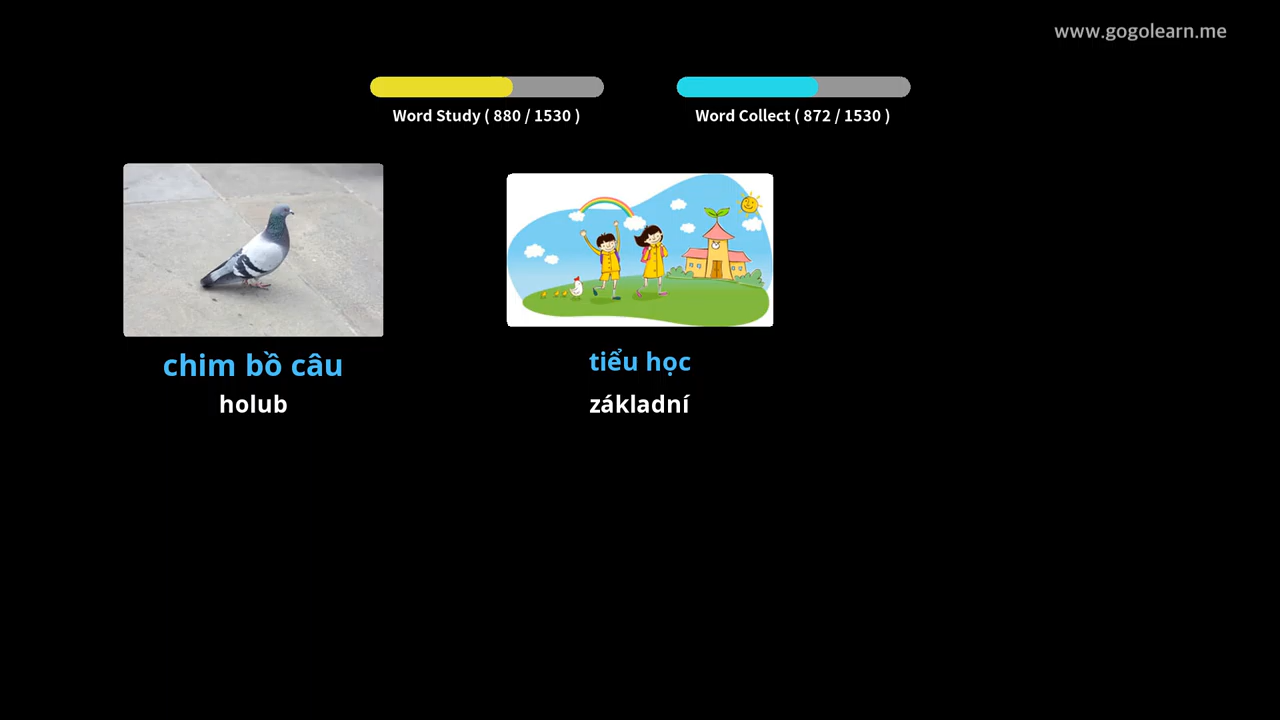 www.gogolearn.me
Word Study ( 880 / 1530 )
Word Collect ( 872 / 1530 )
chim bồ câu
holub
tiểu học
základní